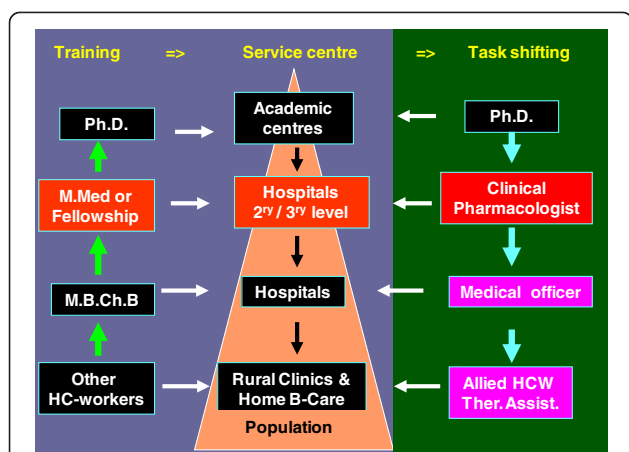 Training => Service centre => Task shifting
Ph.D.
Academic
centres
Ph.D.
M.Med or
Fellowship
Hospitals
2ry / 3ry level
Clinical
Pharmacologist
M.B.Ch.B
Hospitals
Medical officer
Other
HC-workers
Rural Clinics &
Home B-Care
Allied HCW
Ther. Assist.
Population